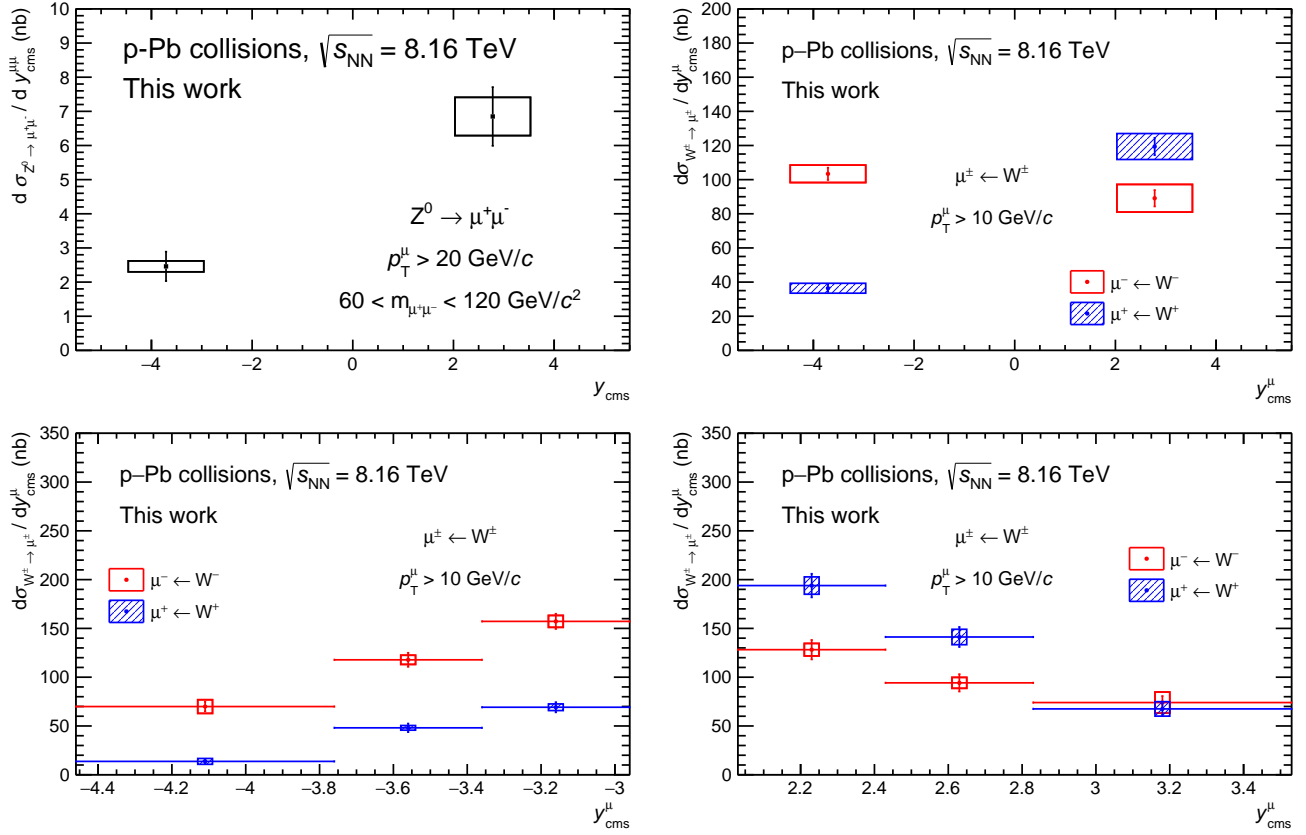 p-Pb collisions, √s_NN = 8.16 TeV
This work
Z⁰ → μ⁺μ⁻
p_T^μ > 20 GeV/c
60 < m_μ⁺μ⁻ < 120 GeV/c²
d σ_Z⁰ → μ⁺μ⁻ / d y_cms^μμ (nb)
0 1 2 3 4 5 6 7 8 9 10
−4 −2 0 2 4
y_cms
p–Pb collisions, √s_NN = 8.16 TeV
This work
μ± ← W±
p_T^μ > 10 GeV/c
μ⁻ ← W⁻
μ⁺ ← W⁺
dσ_W± → μ± / dy_cms^μ (nb)
0 20 40 60 80 100 120 140 160 180 200
−4 −2 0 2 4
y_cms^μ
p–Pb collisions, √s_NN = 8.16 TeV
This work
μ± ← W±
p_T^μ > 10 GeV/c
μ⁻ ← W⁻
μ⁺ ← W⁺
dσ_W± → μ± / dy_cms^μ (nb)
0 50 100 150 200 250 300 350
−4.4 −4.2 −4 −3.8 −3.6 −3.4 −3.2 −3
y_cms^μ
p–Pb collisions, √s_NN = 8.16 TeV
This work
μ± ← W±
p_T^μ > 10 GeV/c
μ⁻ ← W⁻
μ⁺ ← W⁺
dσ_W± → μ± / dy_cms^μ (nb)
0 50 100 150 200 250 300 350
2.2 2.4 2.6 2.8 3 3.2 3.4
y_cms^μ